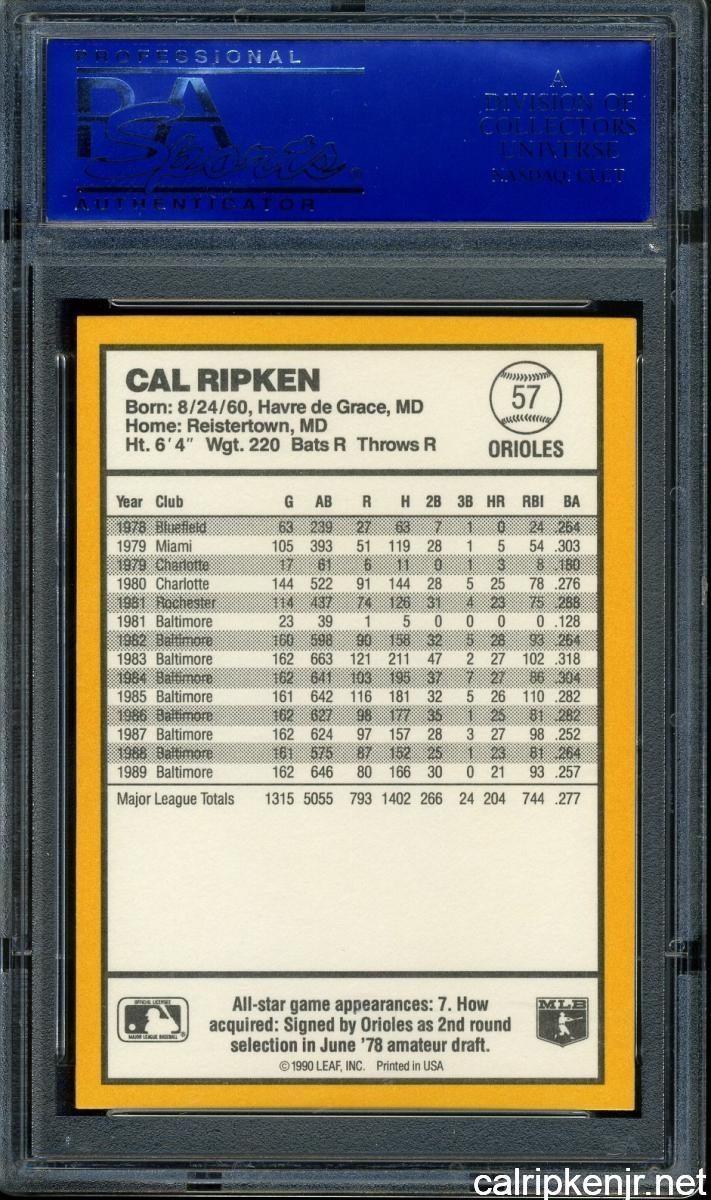 PROFESSIONAL
PSA
Sports
AUTHENTICATOR
A
DIVISION OF
COLLECTORS
UNIVERSE
NASDAQ: CLCT
CAL RIPKEN
Born: 8/24/60, Havre de Grace, MD
Home: Reistertown, MD
Ht. 6'4" Wgt. 220 Bats R Throws R
57
ORIOLES
Year Club G AB R H 2B 3B HR RBI BA
1978 Bluefield 63 239 27 63 7 1 0 24 .264
1979 Miami 105 393 51 119 28 1 5 54 .303
1979 Charlotte 17 61 6 11 0 1 3 8 .180
1980 Charlotte 144 522 91 144 28 5 25 78 .276
1981 Rochester 114 437 74 126 31 4 23 75 .288
1981 Baltimore 23 39 1 5 0 0 0 0 .128
1982 Baltimore 160 598 90 158 32 5 28 93 .264
1983 Baltimore 162 663 121 211 47 2 27 102 .318
1984 Baltimore 162 641 103 195 37 7 27 86 .304
1985 Baltimore 161 642 116 181 32 5 26 110 .282
1986 Baltimore 162 627 98 177 35 1 25 81 .282
1987 Baltimore 162 624 97 157 28 3 27 98 .252
1988 Baltimore 161 575 87 152 25 1 23 81 .264
1989 Baltimore 162 646 80 166 30 0 21 93 .257
Major League Totals 1315 5055 793 1402 266 24 204 744 .277
OFFICIAL LICENSEE
MAJOR LEAGUE BASEBALL
All-star game appearances: 7. How
acquired: Signed by Orioles as 2nd round
selection in June '78 amateur draft.
MLB
© 1990 LEAF, INC. Printed in USA
calripkenjr.net